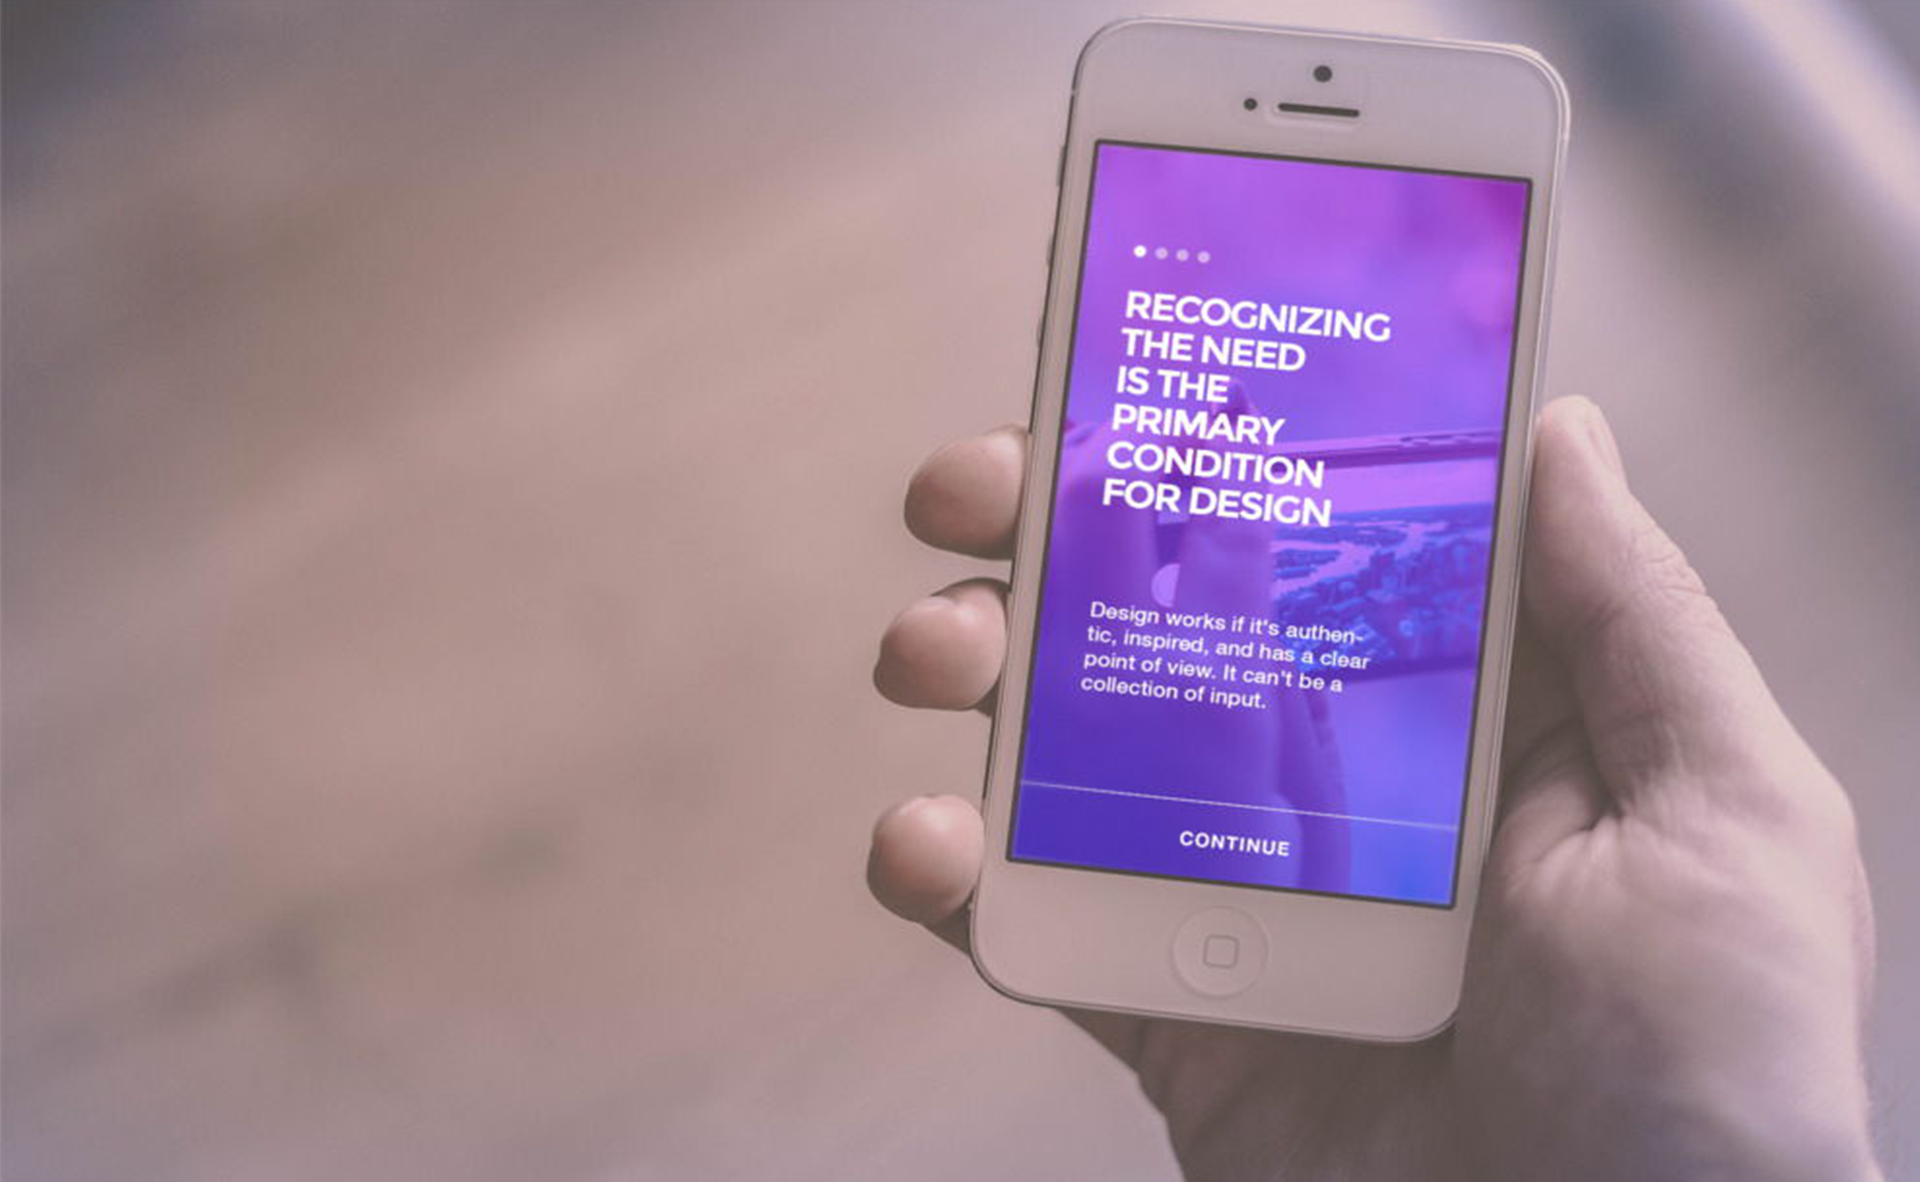 RECOGNIZING
THE NEED
IS THE
PRIMARY
CONDITION
FOR DESIGN
Design works if it's authen-
tic, inspired, and has a clear
point of view. It can't be a
collection of input.
CONTINUE